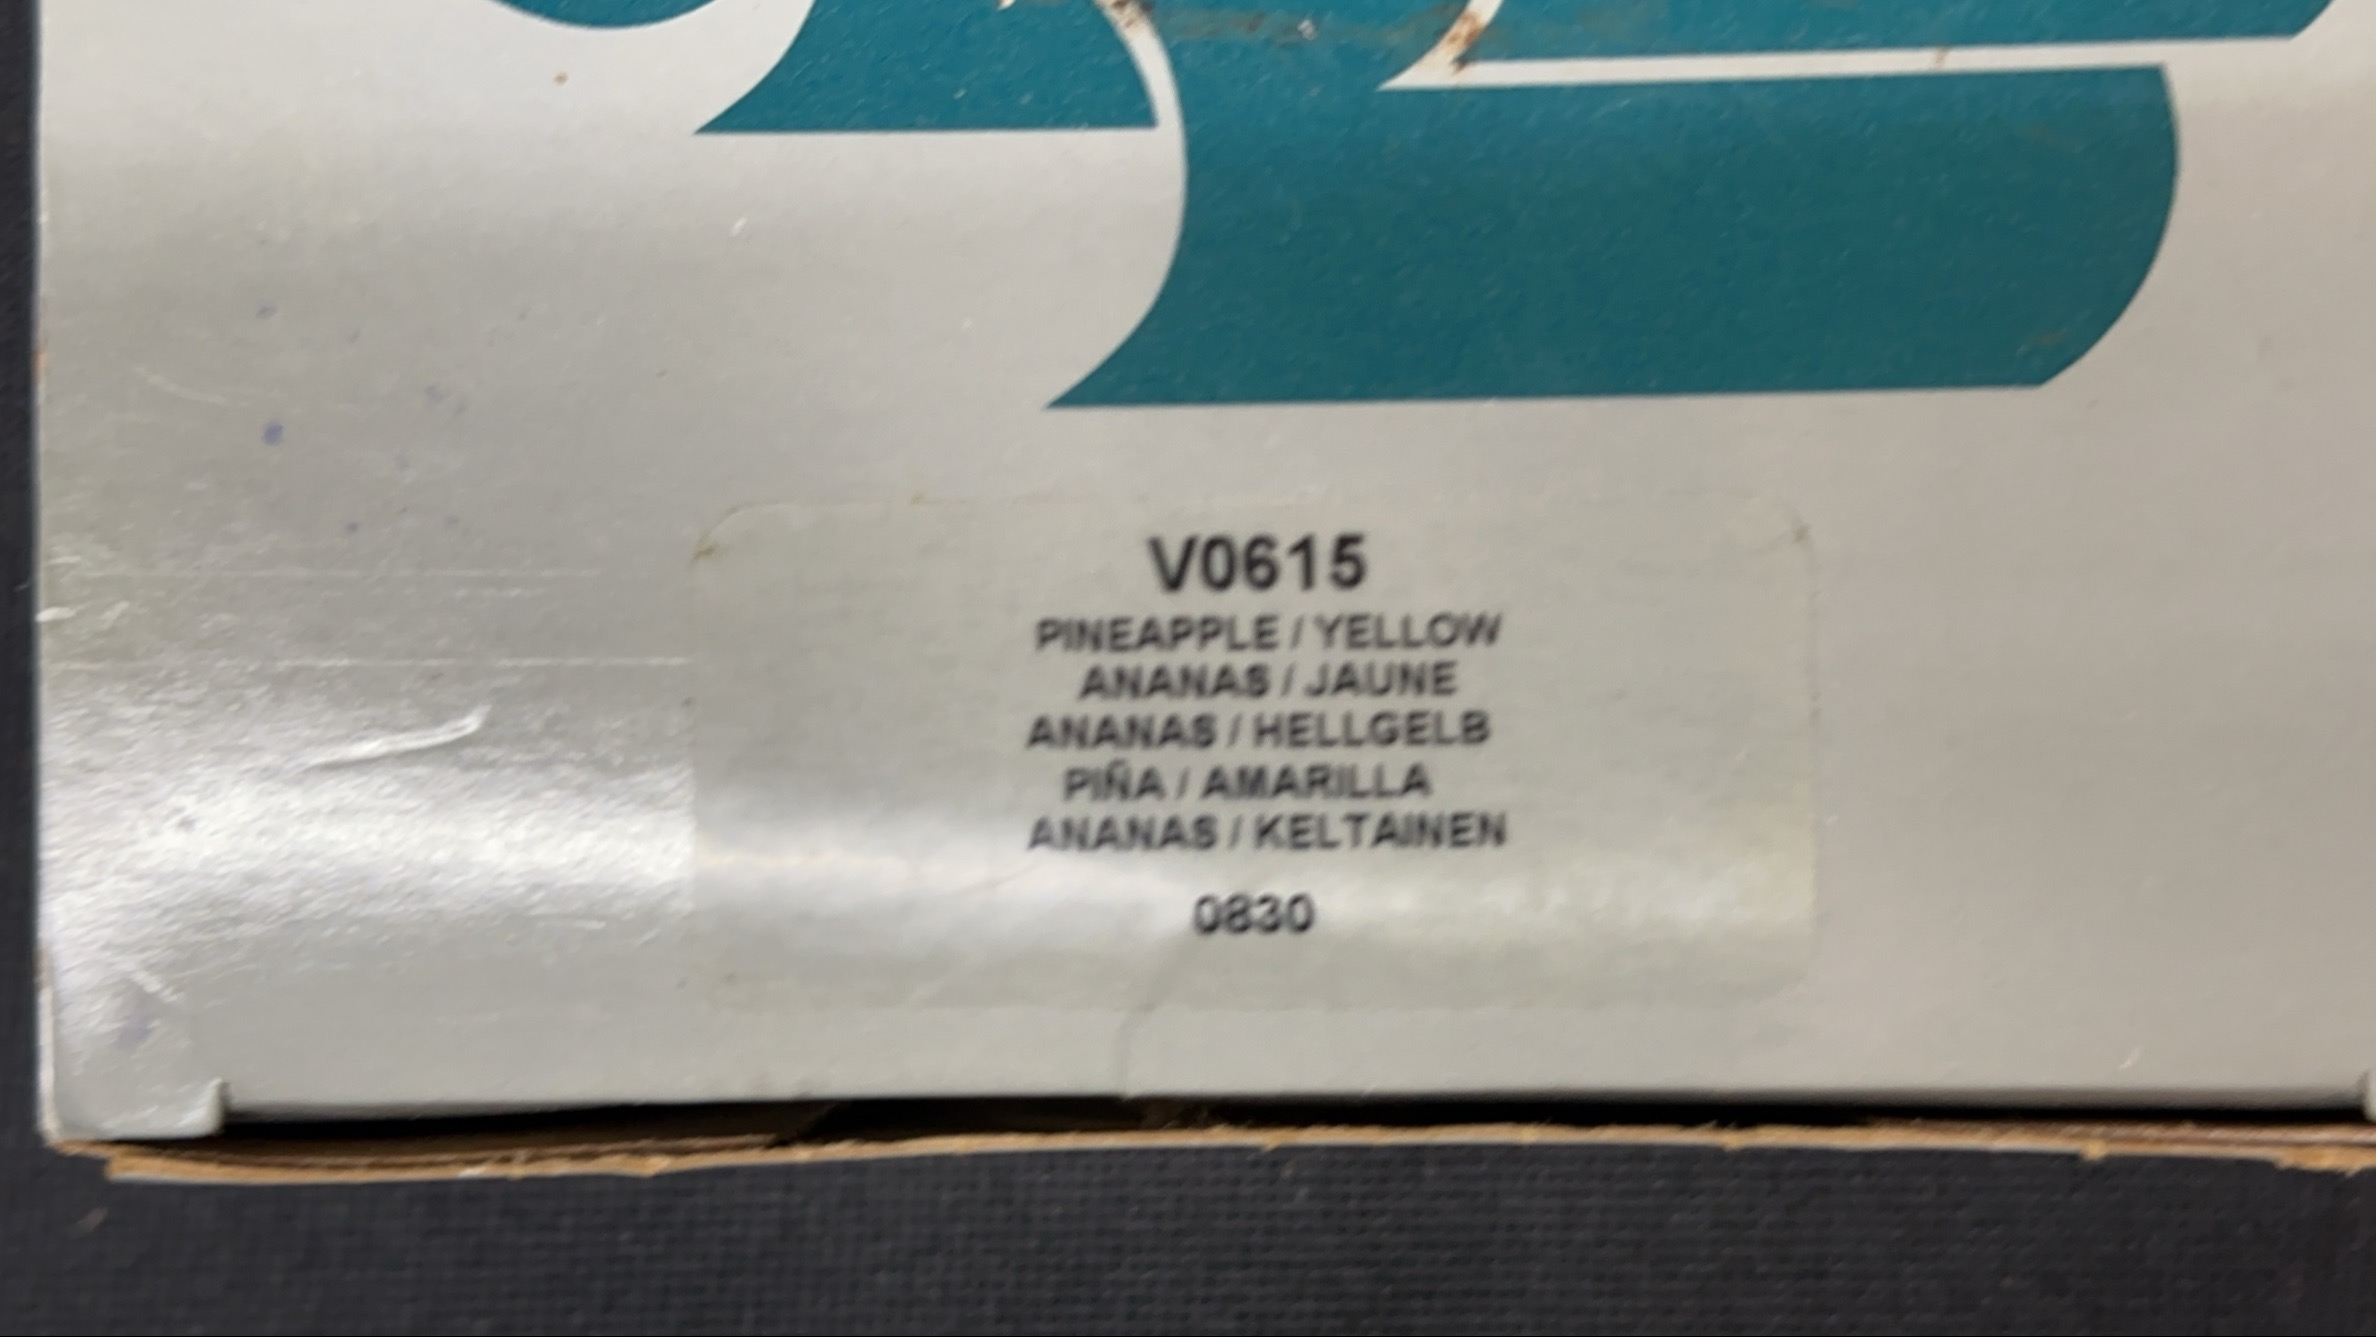 V0615
PINEAPPLE / YELLOW
ANANAS / JAUNE
ANANAS / HELLGELB
PIÑA / AMARILLA
ANANAS / KELTAINEN
0830